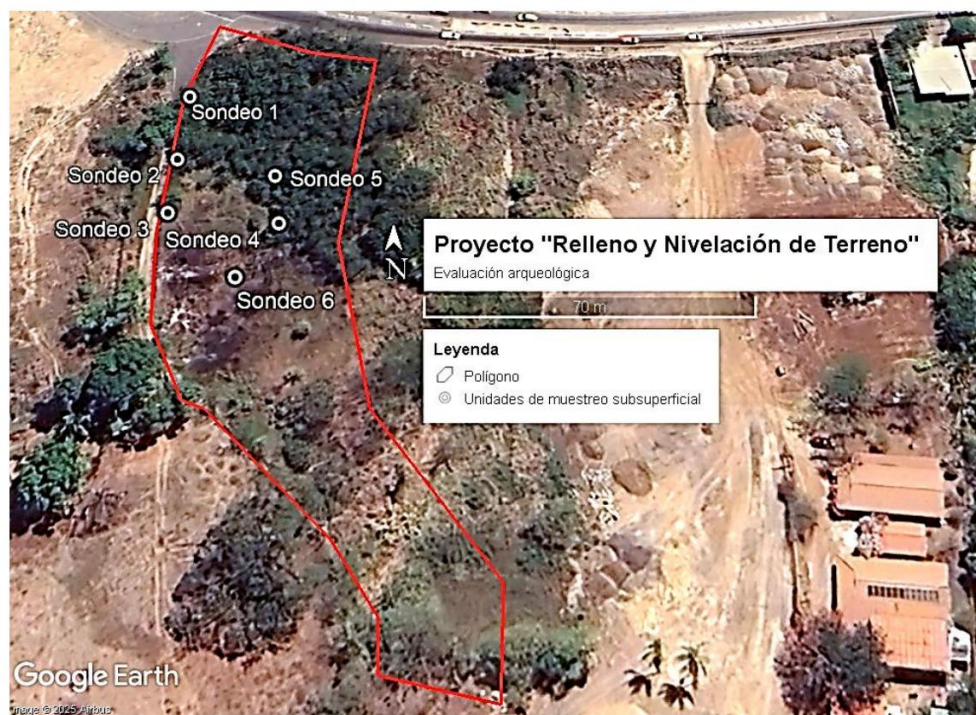 Sondeo 1
Sondeo 2
Sondeo 5
Sondeo 3
Sondeo 4
Sondeo 6
N
Proyecto "Relleno y Nivelación de Terreno"
Evaluación arqueológica
70 m
Leyenda
Polígono
Unidades de muestreo subsuperficial
Google Earth
Image © 2025 Airbus